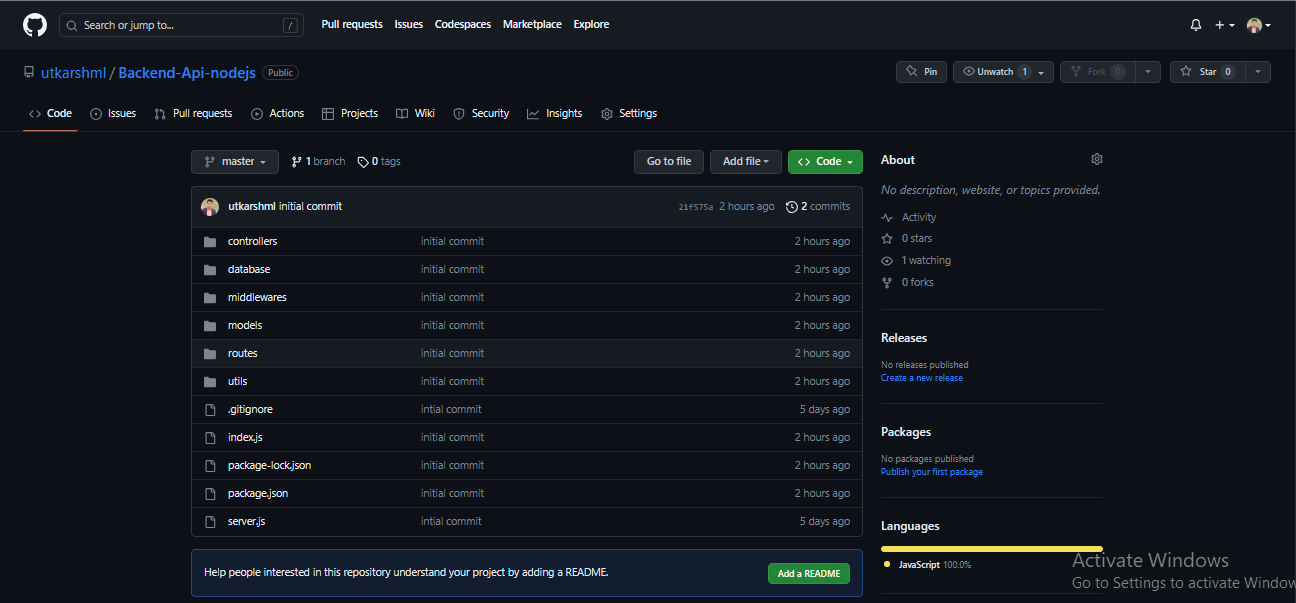 Search or jump to... / Pull requests Issues Codespaces Marketplace Explore
utkarshml / Backend-Api-nodejs Public Pin Unwatch 1 Fork 0 Star 0
Code Issues Pull requests Actions Projects Wiki Security Insights Settings
master 1 branch 0 tags Go to file Add file Code
utkarshml initial commit 21f575a 2 hours ago 2 commits
controllers initial commit 2 hours ago
database initial commit 2 hours ago
middlewares initial commit 2 hours ago
models initial commit 2 hours ago
routes initial commit 2 hours ago
utils initial commit 2 hours ago
.gitignore intial commit 5 days ago
index.js initial commit 2 hours ago
package-lock.json initial commit 2 hours ago
package.json initial commit 2 hours ago
server.js intial commit 5 days ago
Help people interested in this repository understand your project by adding a README. Add a README
About
No description, website, or topics provided.
Activity
0 stars
1 watching
0 forks
Releases
No releases published
Create a new release
Packages
No packages published
Publish your first package
Languages
JavaScript 100.0%
Activate Windows
Go to Settings to activate Window